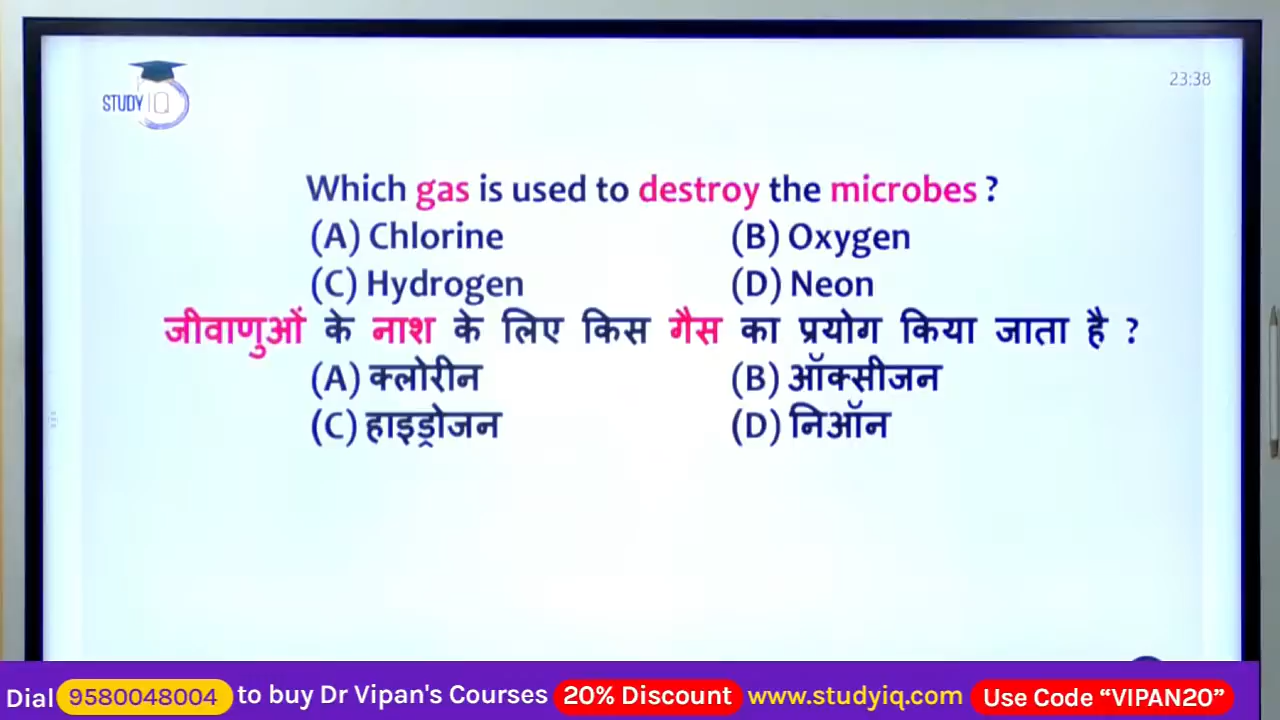 STUDY IQ
23:38
Which gas is used to destroy the microbes ?
(A) Chlorine (B) Oxygen
(C) Hydrogen (D) Neon
जीवाणुओं के नाश के लिए किस गैस का प्रयोग किया जाता है ?
(A) क्लोरीन (B) ऑक्सीजन
(C) हाइड्रोजन (D) निऑन
Dial 9580048004 to buy Dr Vipan's Courses 20% Discount www.studyiq.com Use Code “VIPAN20”